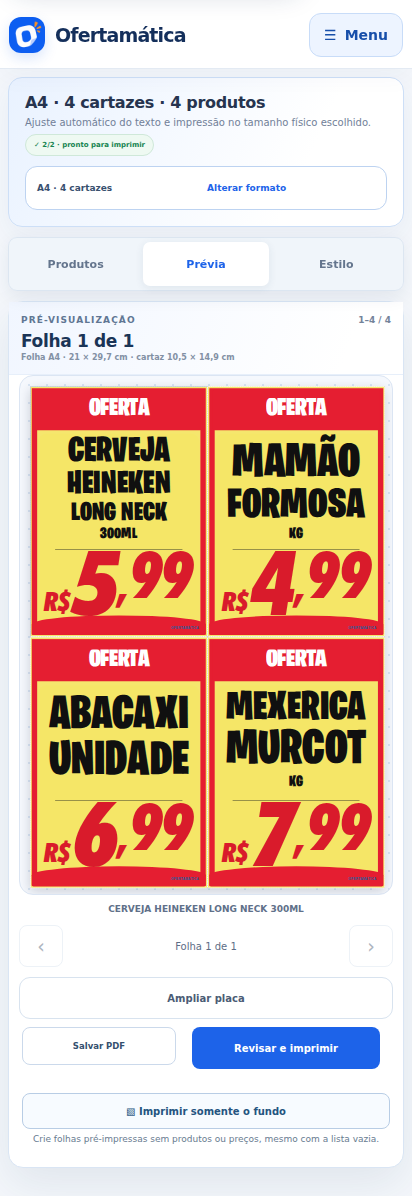 Ofertamática
☰ Menu
A4 · 4 cartazes · 4 produtos
Ajuste automático do texto e impressão no tamanho físico escolhido.
✓ 2/2 · pronto para imprimir
A4 · 4 cartazes Alterar formato
Produtos Prévia Estilo
PRÉ-VISUALIZAÇÃO 1–4 / 4
Folha 1 de 1
Folha A4 · 21 × 29,7 cm · cartaz 10,5 × 14,9 cm
OFERTA
CERVEJA
HEINEKEN
LONG NECK
300ML
R$5,99
OFERTA
MAMÃO
FORMOSA
KG
R$4,99
OFERTA
ABACAXI
UNIDADE
R$6,99
OFERTA
MEXERICA
MURCOT
KG
R$7,99
CERVEJA HEINEKEN LONG NECK 300ML
‹ Folha 1 de 1 ›
Ampliar placa
Salvar PDF Revisar e imprimir
▧ Imprimir somente o fundo
Crie folhas pré-impressas sem produtos ou preços, mesmo com a lista vazia.